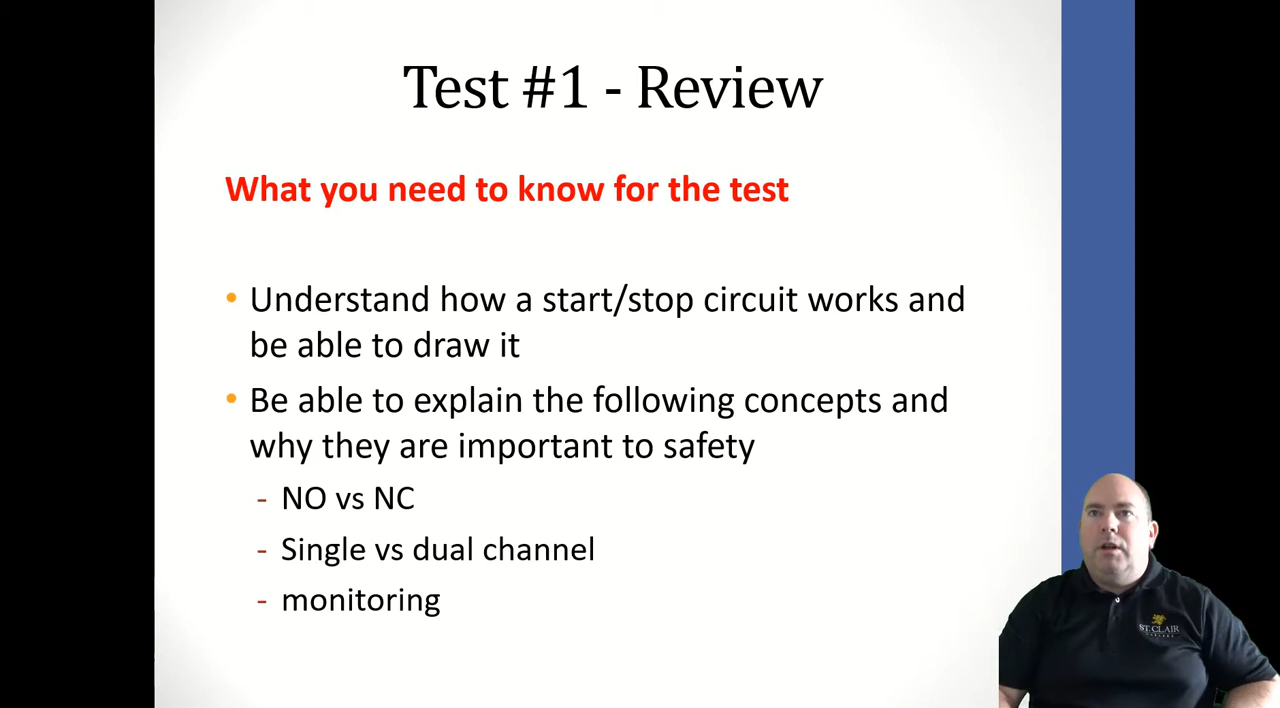 Test #1 - Review
What you need to know for the test
• Understand how a start/stop circuit works and
be able to draw it
• Be able to explain the following concepts and
why they are important to safety
- NO vs NC
- Single vs dual channel
- monitoring
ST. CLAIR